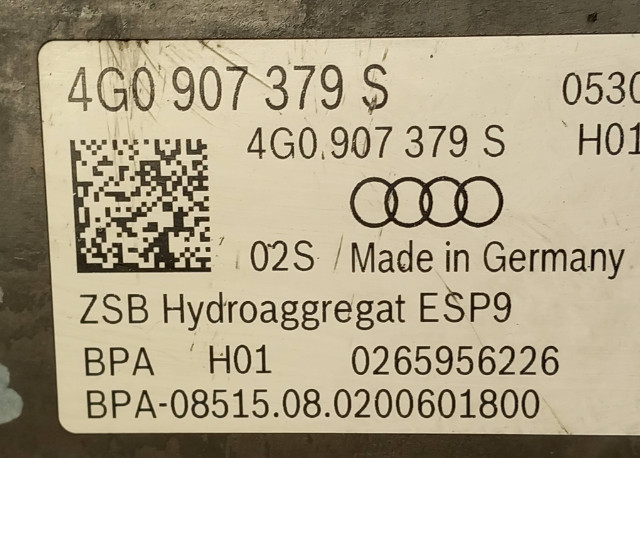 4G0 907 379 S 0530
4G0 907 379 S H01
02S Made in Germany
ZSB Hydroaggregat ESP9
BPA H01 0265956226
BPA-08515.08.0200601800